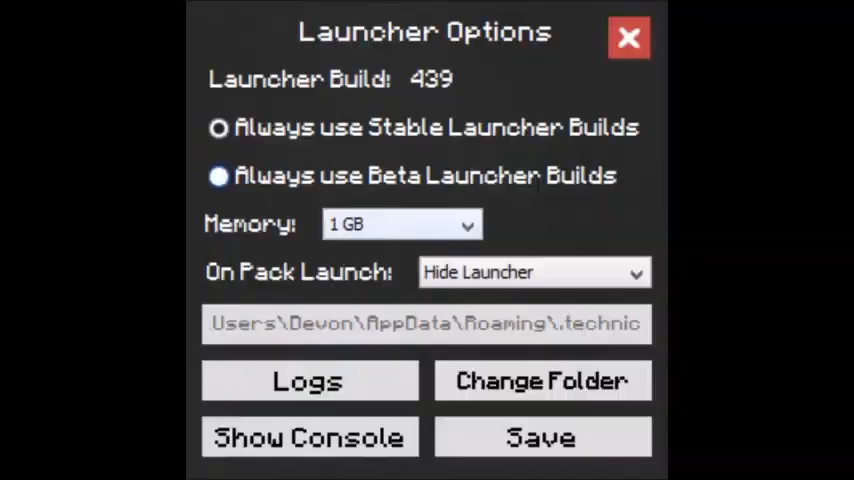 Launcher Options
Launcher Build: 439
Always use Stable Launcher Builds
Always use Beta Launcher Builds
Memory: 1 GB
On Pack Launch: Hide Launcher
Users\Devon\AppData\Roaming\.technic
Logs Change Folder
Show Console Save